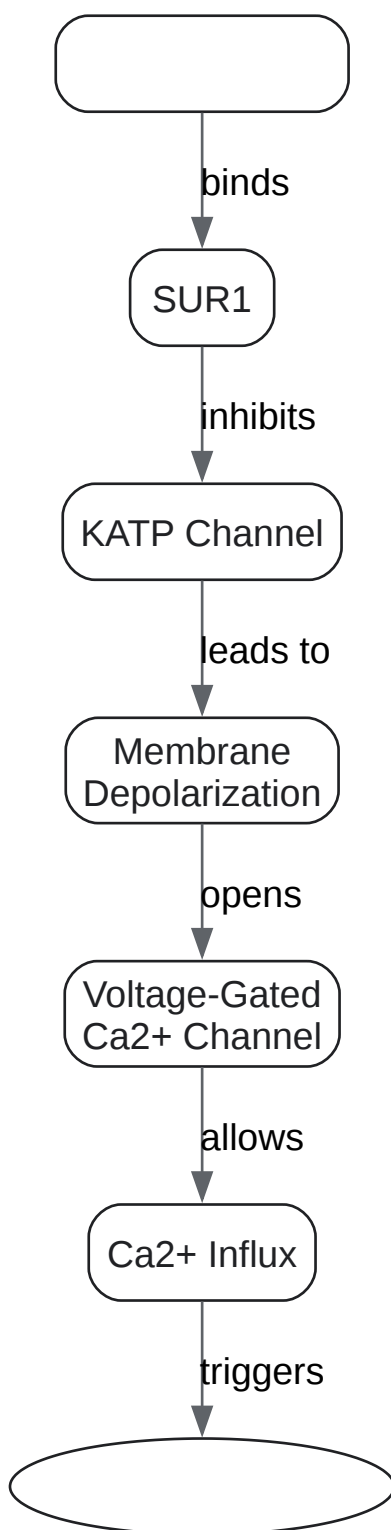 binds
SUR1
inhibits
KATP Channel
leads to
Membrane
Depolarization
opens
Voltage-Gated
Ca2+ Channel
allows
Ca2+ Influx
triggers